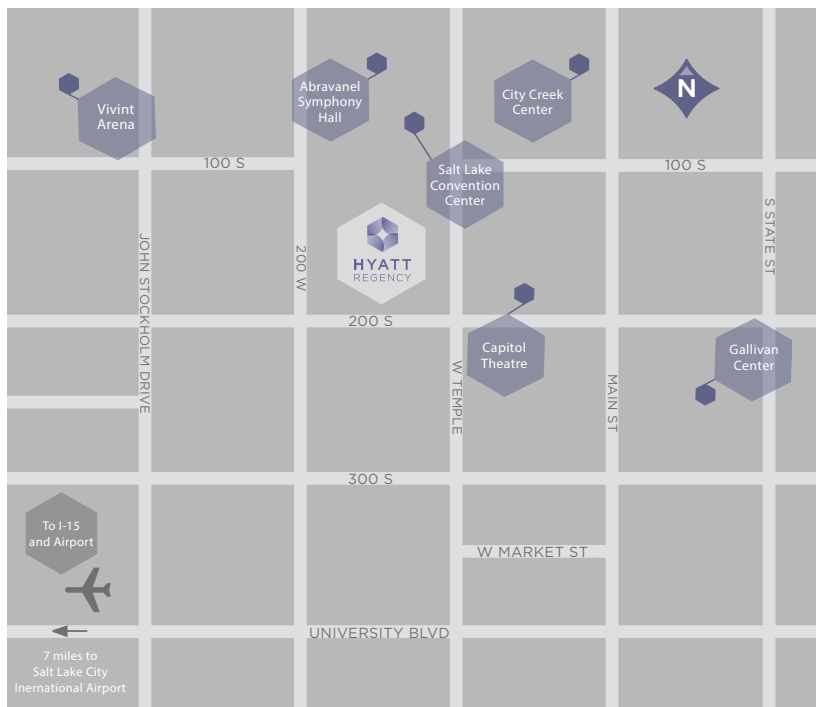 Vivint
Arena
Abravanel
Symphony
Hall
City Creek
Center
N
100 S
100 S
Salt Lake
Convention
Center
S STATE ST
JOHN STOCKHOLM DRIVE
200 W
HYATT
REGENCY
200 S
Capitol
Theatre
Gallivan
Center
W TEMPLE
MAIN ST
300 S
To I-15
and Airport
W MARKET ST
UNIVERSITY BLVD
7 miles to
Salt Lake City
Inernational Airport